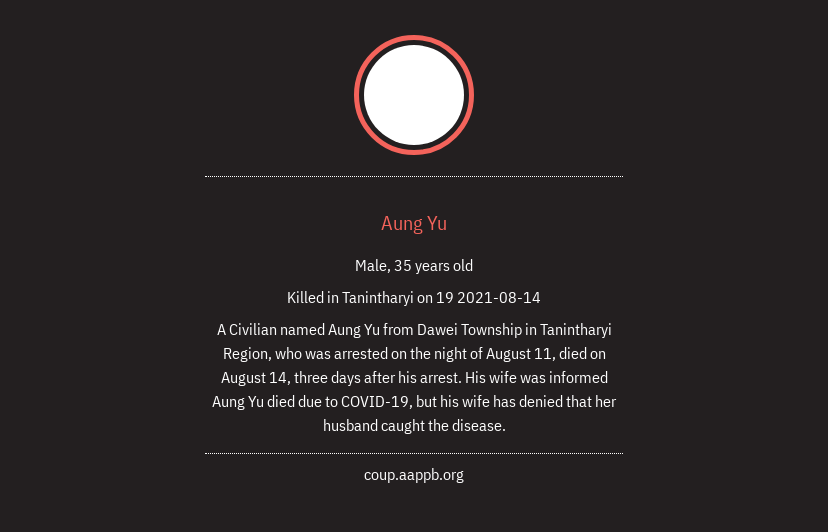 Aung Yu
Male, 35 years old
Killed in Tanintharyi on 19 2021-08-14
A Civilian named Aung Yu from Dawei Township in Tanintharyi
Region, who was arrested on the night of August 11, died on
August 14, three days after his arrest. His wife was informed
Aung Yu died due to COVID-19, but his wife has denied that her
husband caught the disease.
coup.aappb.org